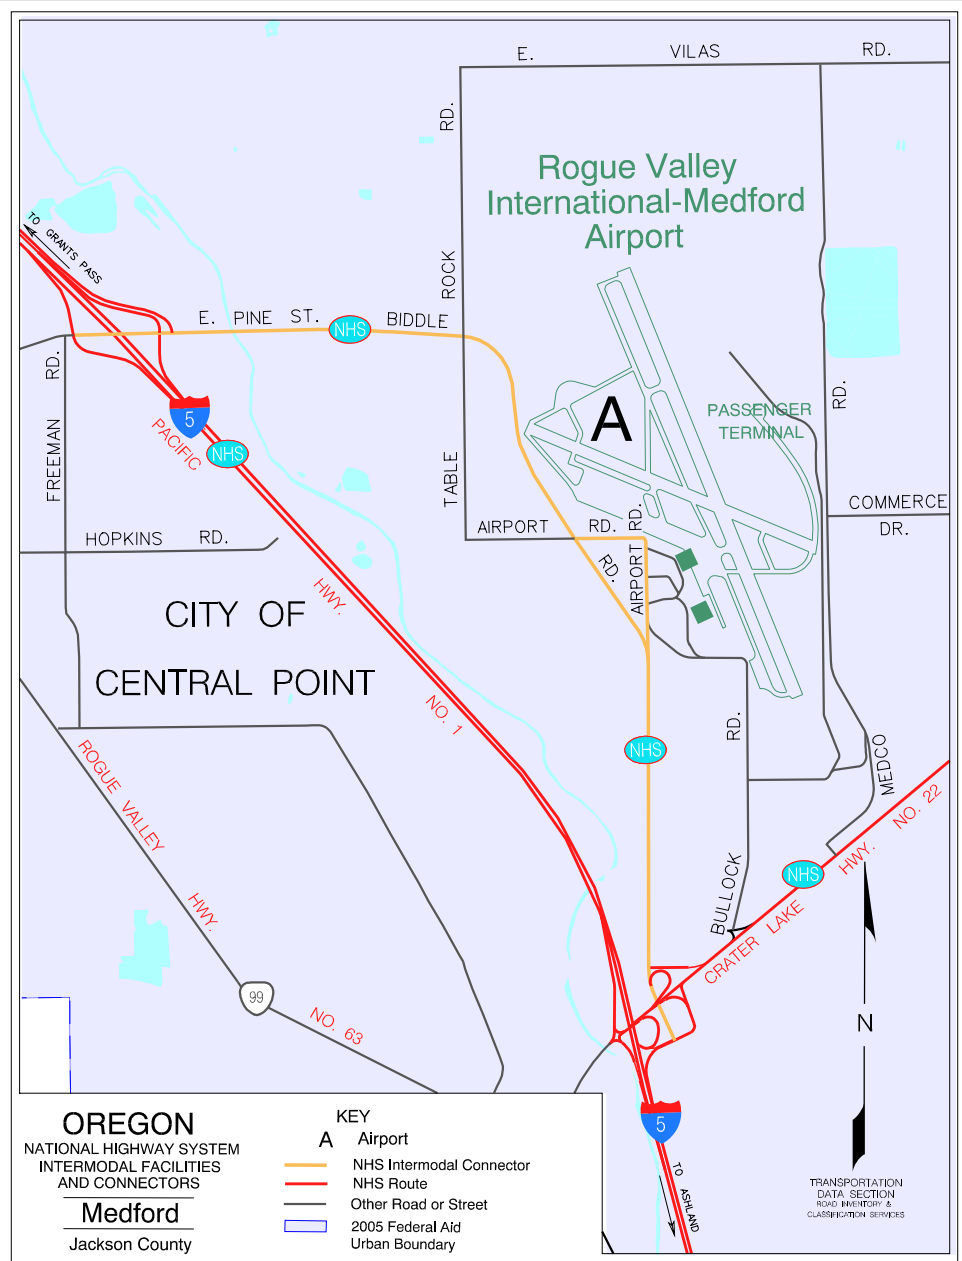 E. VILAS RD.
RD.
Rogue Valley
International-Medford
Airport
TO GRANTS PASS
ROCK
E. PINE ST. NHS BIDDLE
RD.
RD.
5
A
PASSENGER
TERMINAL
PACIFIC
NHS
FREEMAN
TABLE
COMMERCE
DR.
AIRPORT RD.
RD.
HOPKINS RD.
RD.
AIRPORT
HWY.
CITY OF
CENTRAL POINT
NO. 1
RD.
NHS
MEDCO
ROGUE VALLEY
NO. 22
HWY.
NHS
BULLOCK
HWY.
CRATER LAKE
99
NO. 63
N
5
TO ASHLAND
OREGON
NATIONAL HIGHWAY SYSTEM
INTERMODAL FACILITIES
AND CONNECTORS
Medford
Jackson County
KEY
A Airport
NHS Intermodal Connector
NHS Route
Other Road or Street
2005 Federal Aid
Urban Boundary
TRANSPORTATION
DATA SECTION
ROAD INVENTORY &
CLASSIFICATION SERVICES